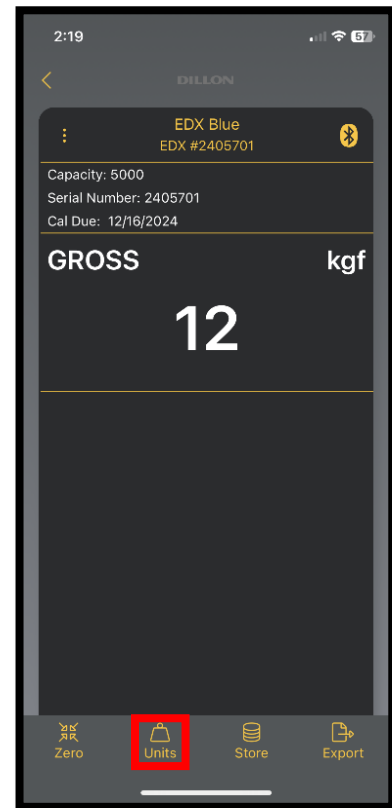 2:19
57
DILLON
EDX Blue
EDX #2405701
Capacity: 5000
Serial Number: 2405701
Cal Due: 12/16/2024
GROSS kgf
12
Zero Units Store Export